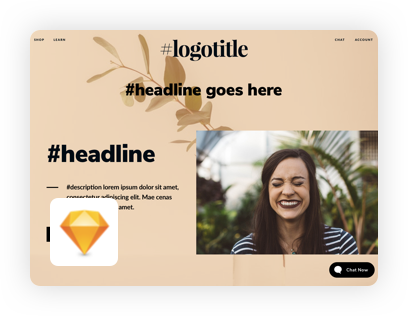 SHOP LEARN CHAT ACCOUNT
#logotitle
#headline goes here
#headline
#description lorem ipsum dolor sit amet,
consectetur adipiscing elit. Mae cenas
amet.
Chat Now